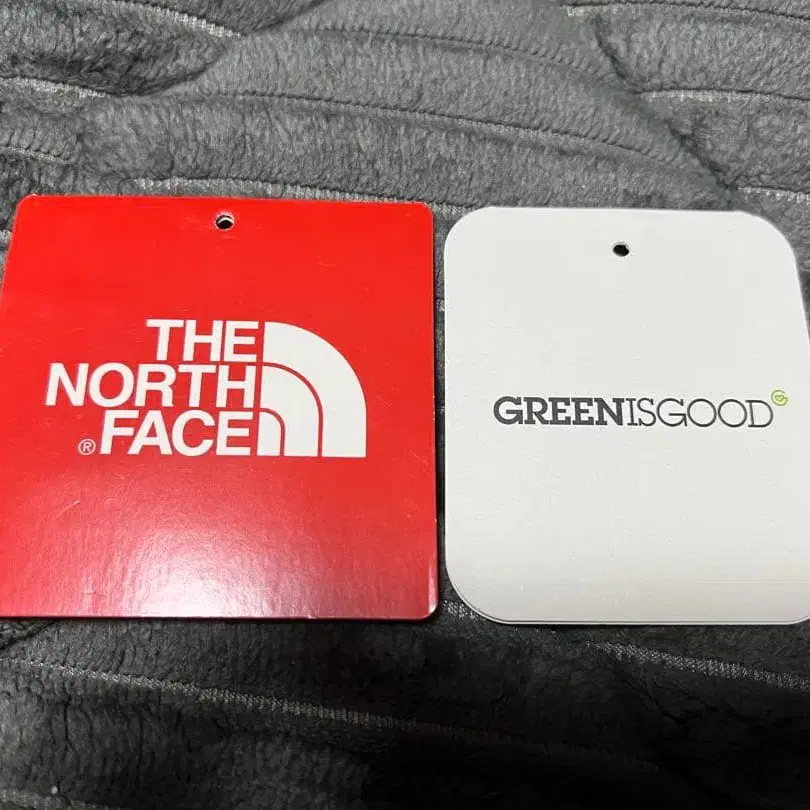 THE
NORTH
® FACE
GREENISGOOD